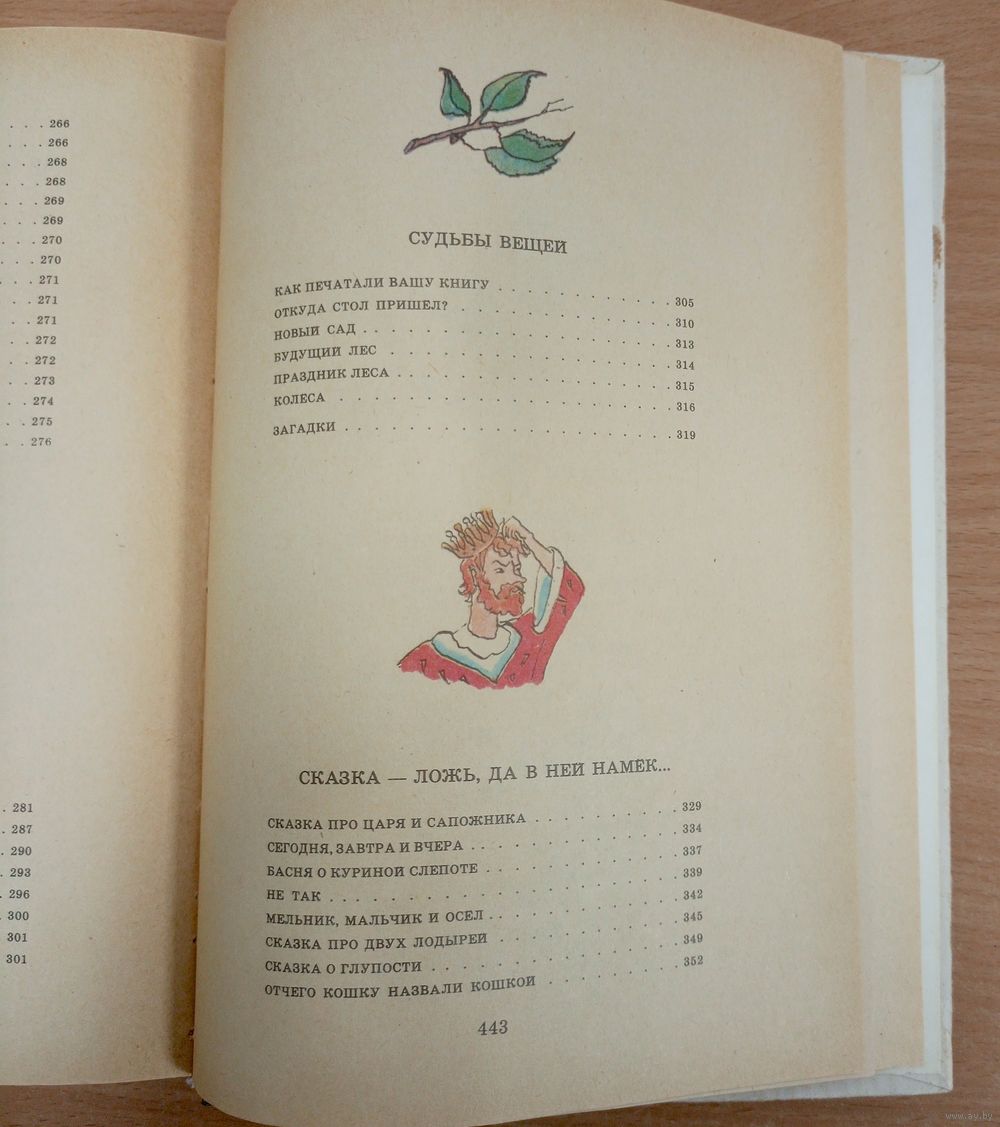 . . . 266
. . . 266
. . . 268
. . . 268
. . . 269
. . . 269
. . . 270
. . . 270
. . . 271
. . . 271
. . . 271
. . . 272
. . . 272
. . . 273
. . 274
. . 275
. . 276
. 281
. 287
. 290
. 293
. 296
. 300
301
. 301
СУДЬБЫ ВЕЩЕЙ
КАК ПЕЧАТАЛИ ВАШУ КНИГУ . . . . . . . . . . . 305
ОТКУДА СТОЛ ПРИШЕЛ? . . . . . . . . . . . . . 310
НОВЫЙ САД . . . . . . . . . . . . . . . . . . 313
БУДУЩИЙ ЛЕС . . . . . . . . . . . . . . . . . 314
ПРАЗДНИК ЛЕСА . . . . . . . . . . . . . . . . 315
КОЛЕСА . . . . . . . . . . . . . . . . . . . . 316
ЗАГАДКИ . . . . . . . . . . . . . . . . . . . 319
СКАЗКА — ЛОЖЬ, ДА В НЕЙ НАМЕК...
СКАЗКА ПРО ЦАРЯ И САПОЖНИКА . . . . . . . . . 329
СЕГОДНЯ, ЗАВТРА И ВЧЕРА . . . . . . . . . . . 334
БАСНЯ О КУРИНОЙ СЛЕПОТЕ . . . . . . . . . . . 337
НЕ ТАК . . . . . . . . . . . . . . . . . . . . 339
МЕЛЬНИК, МАЛЬЧИК И ОСЕЛ . . . . . . . . . . . 342
СКАЗКА ПРО ДВУХ ЛОДЫРЕЙ . . . . . . . . . . . 345
СКАЗКА О ГЛУПОСТИ . . . . . . . . . . . . . . 349
ОТЧЕГО КОШКУ НАЗВАЛИ КОШКОЙ . . . . . . . . . 352
443
www.ay.by